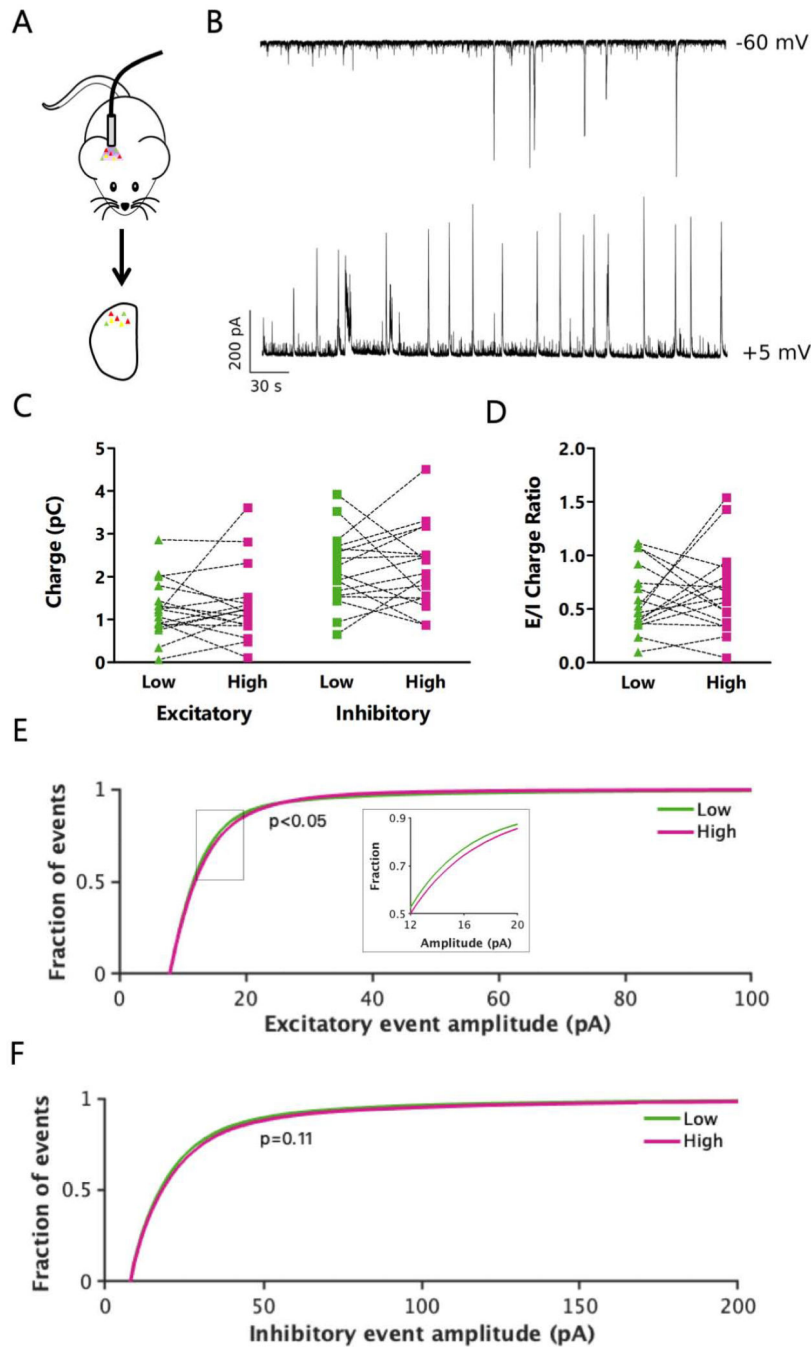 A
B
-60 mV
200 pA
30 s
+5 mV
C
Charge (pC)
5
4
3
2
1
0
Low High Low High
Excitatory Inhibitory
D
E/I Charge Ratio
2.0
1.5
1.0
0.5
0.0
Low High
E
Fraction of events
1
0.5
0
p<0.05
Fraction
0.9
0.7
0.5
12 16 20
Amplitude (pA)
Low
High
0 20 40 60 80 100
Excitatory event amplitude (pA)
F
Fraction of events
1
0.5
0
p=0.11
Low
High
0 50 100 150 200
Inhibitory event amplitude (pA)